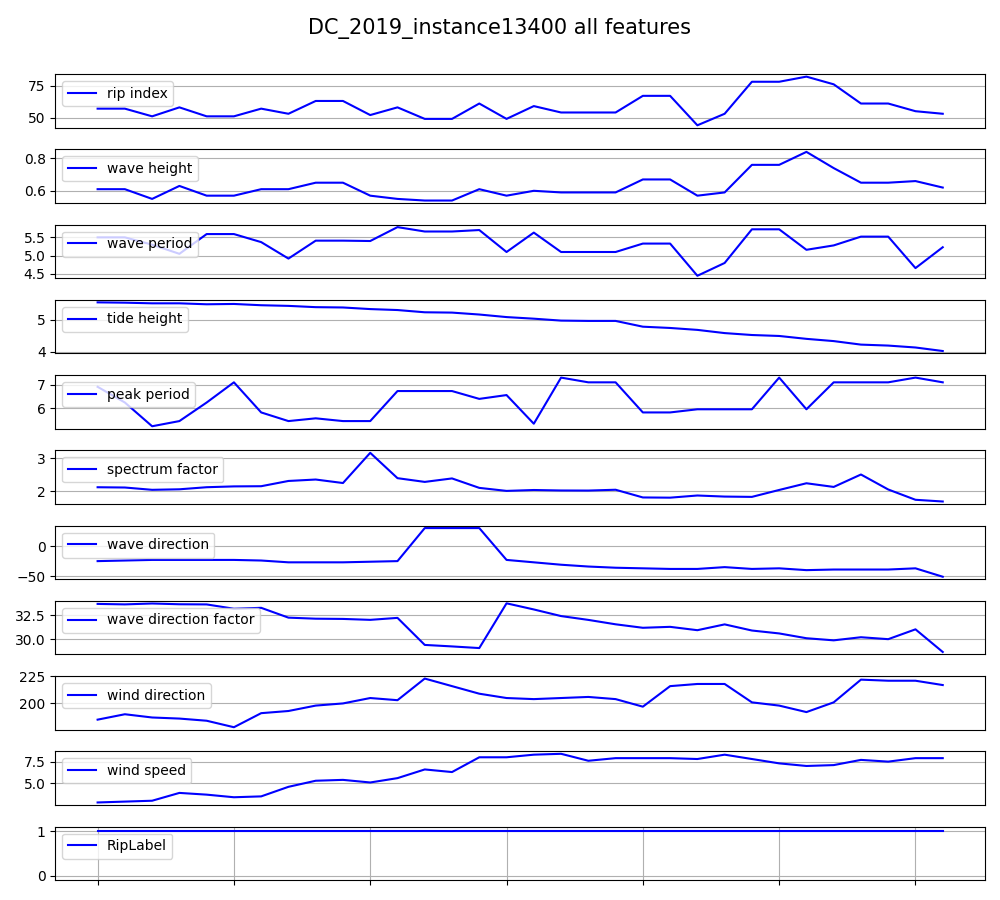 DC_2019_instance13400 all features
75
50
rip index
0.8
0.6
wave height
5.5
5.0
4.5
wave period
5
4
tide height
7
6
peak period
3
2
spectrum factor
0
−50
wave direction
32.5
30.0
wave direction factor
225
200
wind direction
7.5
5.0
wind speed
1
0
RipLabel